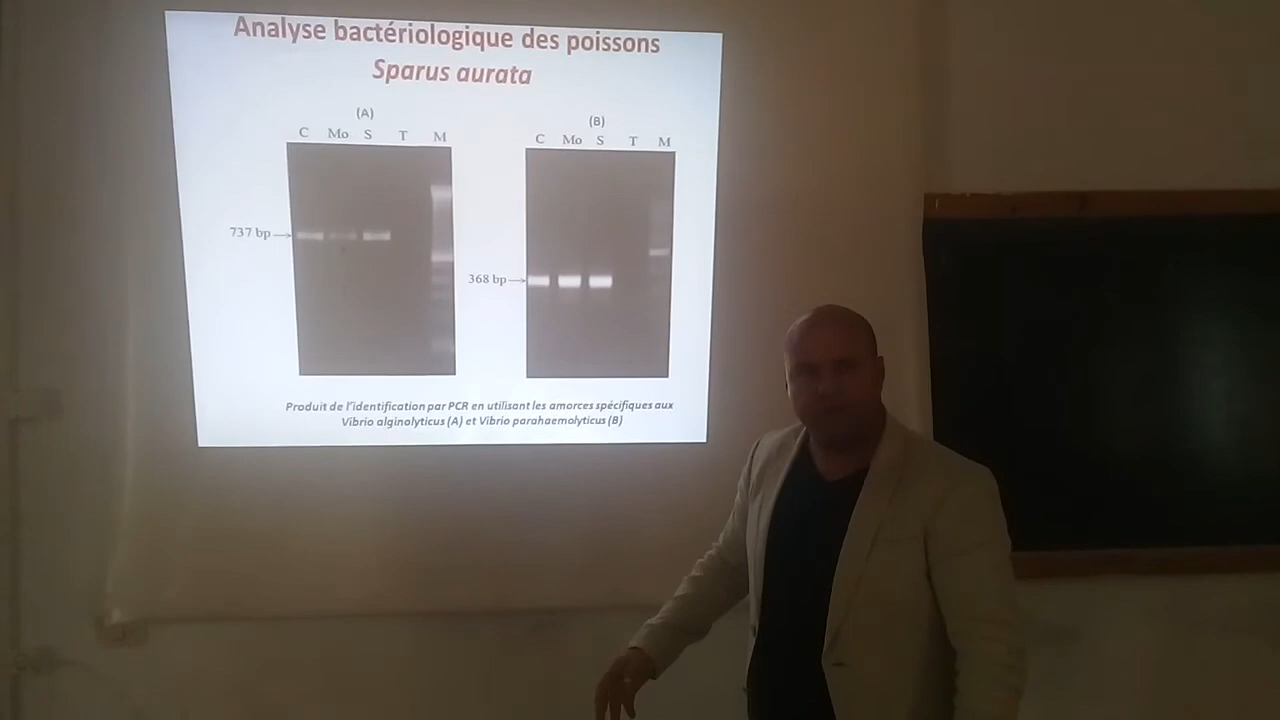 Analyse bactériologique des poissons
Sparus aurata
(A)
C Mo S T M
737 bp
(B)
C Mo S T M
368 bp
Produit de l'identification par PCR en utilisant les amorces spécifiques aux
Vibrio alginolyticus (A) et Vibrio parahaemolyticus (B)